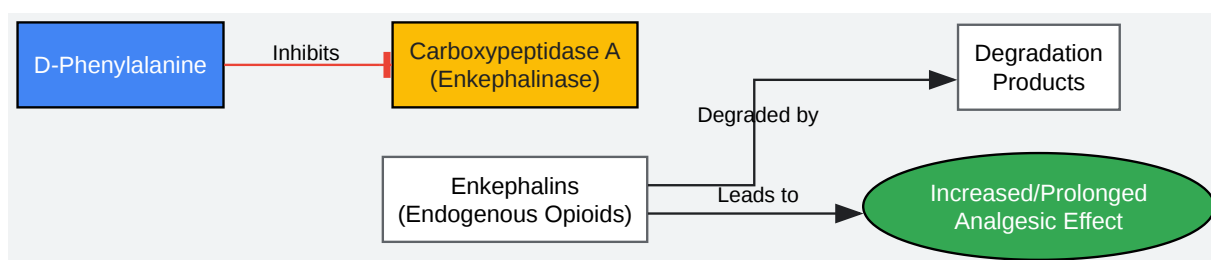 D-Phenylalanine
Inhibits
Carboxypeptidase A
(Enkephalinase)
Degradation
Products
Degraded by
Enkephalins
(Endogenous Opioids)
Leads to
Increased/Prolonged
Analgesic Effect